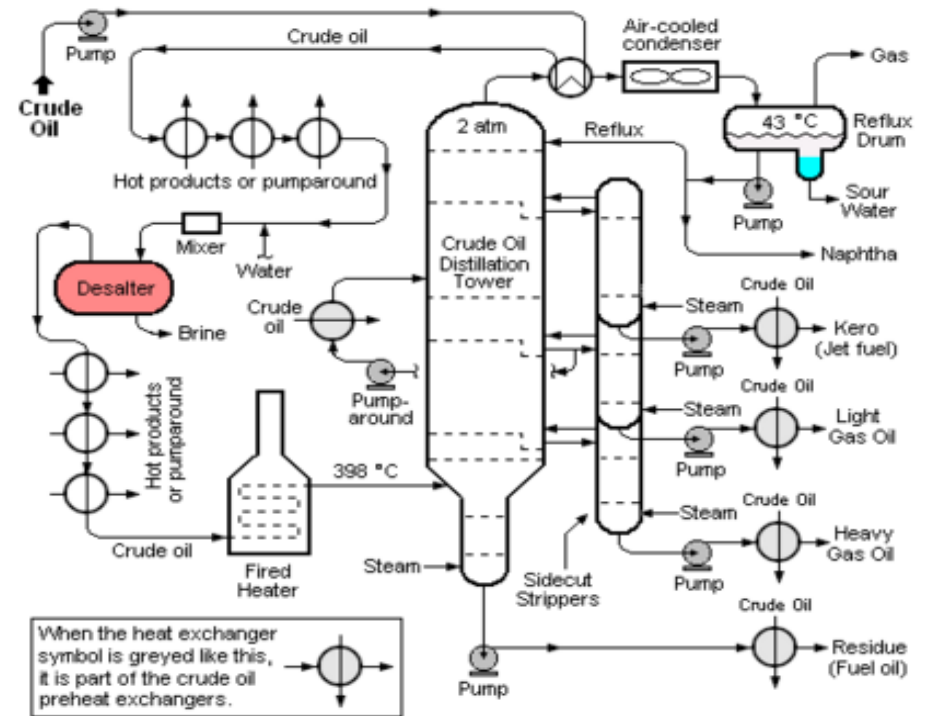 Pump
Crude
Oil
Crude oil
Air-cooled
condenser
Gas
2 atm
Reflux
43 °C
Reflux
Drum
Hot products or pumparound
Pump
Sour
Water
Mixer
Water
Naphtha
Crude Oil
Distillation
Tower
Desalter
Brine
Crude
oil
Steam
Crude Oil
Pump
Kero
(Jet fuel)
Pump-
around
Hot products
or pumparound
Steam
Crude Oil
Pump
Light
Gas Oil
398 °C
Crude oil
Fired
Heater
Steam
Sidecut
Strippers
Steam
Crude Oil
Pump
Heavy
Gas Oil
Crude Oil
Pump
Residue
(Fuel oil)
When the heat exchanger
symbol is greyed like this,
it is part of the crude oil
preheat exchangers.